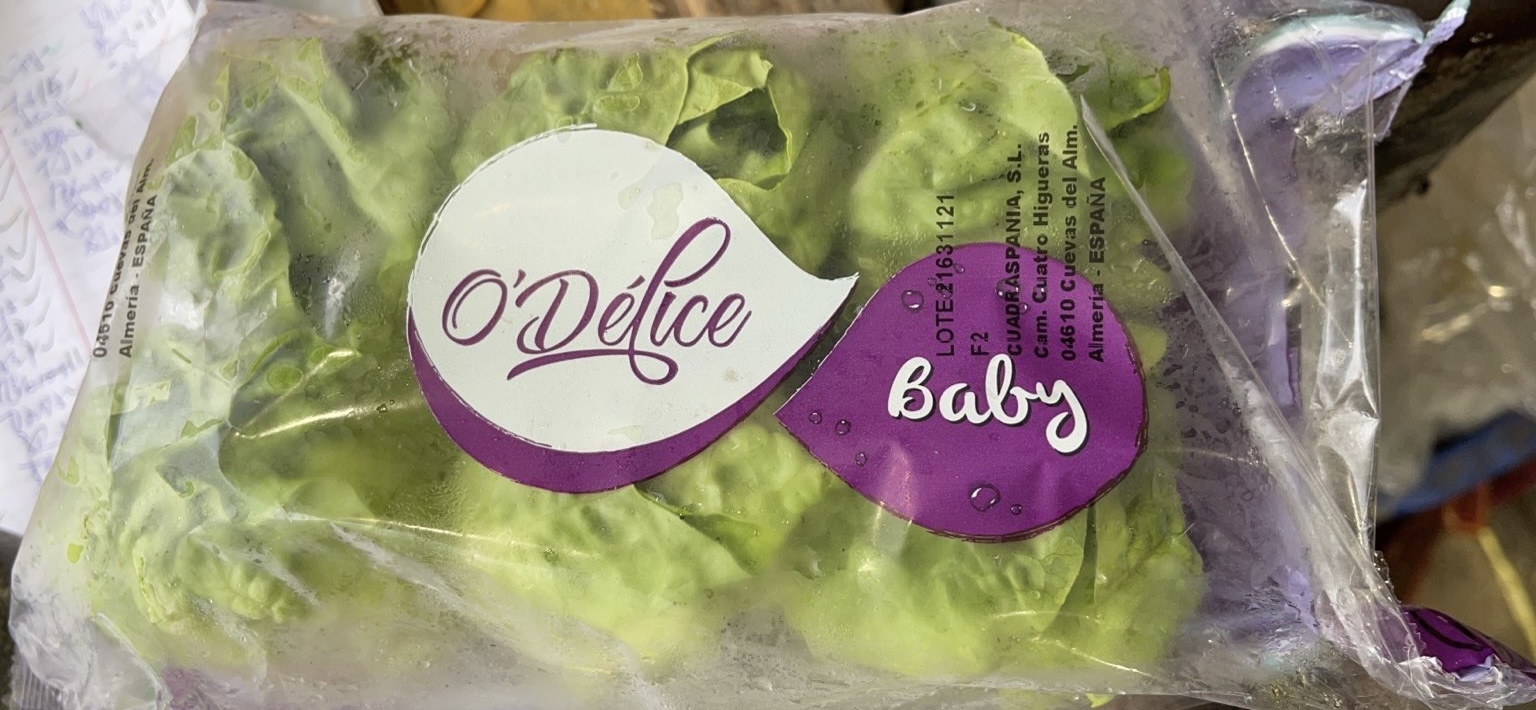 O'Délice
Baby
LOTE:21631121
F2
CUADRASPANIA, S.L.
Cam. Cuatro Higueras
04610 Cuevas del Alm.
Almería - ESPAÑA
04610 Cuevas del Alm.
Almería - ESPAÑA